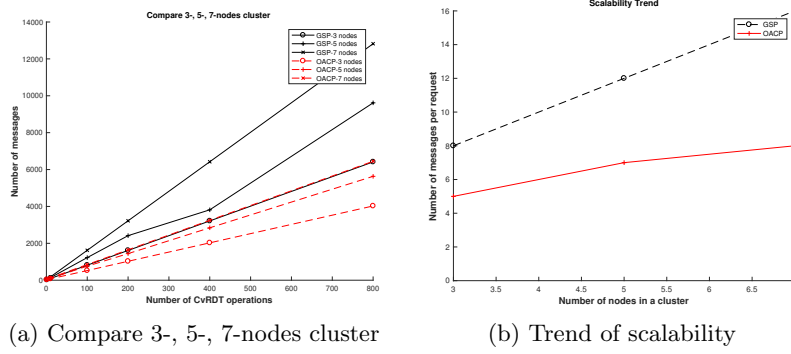 Compare 3-, 5-, 7-nodes cluster
14000
12000
10000
8000
6000
4000
2000
0
Number of messages
GSP-3 nodes
GSP-5 nodes
GSP-7 nodes
OACP-3 nodes
OACP-5 nodes
OACP-7 nodes
0 100 200 300 400 500 600 700 800
Number of CvRDT operations
(a) Compare 3-, 5-, 7-nodes cluster
Scalability Trend
16
14
12
10
8
6
4
2
0
Number of messages per request
GSP
OACP
3 3.5 4 4.5 5 5.5 6 6.5
Number of nodes in a cluster
(b) Trend of scalability